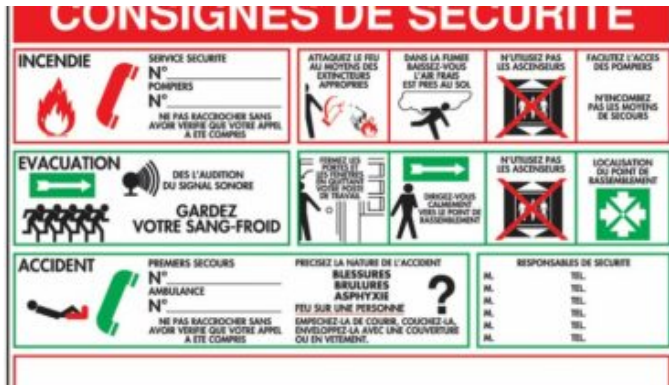 CONSIGNES DE SECURITE
INCENDIE
SERVICE SECURITE
N°
POMPIERS
N°
NE PAS RACCROCHER SANS
AVOIR VERIFIE QUE VOTRE APPEL
A ETE COMPRIS
ATTAQUEZ LE FEU
AU MOYENS DES
EXTINCTEURS
APPROPRIES
DANS LA FUMEE
BAISSEZ-VOUS
L'AIR FRAIS
EST PRES AU SOL
N'UTILISEZ PAS
LES ASCENSEURS
FACILITEZ L'ACCES
DES POMPIERS
N'ENCOMBEZ
PAS LES MOYENS
DE SECOURS
EVACUATION
DES L'AUDITION
DU SIGNAL SONORE
GARDEZ
VOTRE SANG-FROID
FERMEZ LES
PORTES ET
LES FENETRES
EN QUITTANT
VOTRE POSTE
DE TRAVAIL
DIRIGEZ-VOUS
CALMEMENT
VERS LE POINT DE
RASSEMBLEMENT
N'UTILISEZ PAS
LES ASCENSEURS
LOCALISATION
DU POINT DE
RASSEMBLEMENT
ACCIDENT
PREMIERS SECOURS
N°
AMBULANCE
N°
NE PAS RACCROCHER SANS
AVOIR VERIFIE QUE VOTRE APPEL
A ETE COMPRIS
PRECISEZ LA NATURE DE L'ACCIDENT
BLESSURES
BRULURES
ASPHYXIE
?
FEU SUR UNE PERSONNE
EMPECHEZ-LA DE COURIR, COUCHEZ-LA,
ENVELOPPEZ-LA AVEC UNE COUVERTURE
OU EN VETEMENT.
RESPONSABLES DE SECURITE
M. TEL.
M. TEL.
M. TEL.
M. TEL.
M. TEL.
M. TEL.